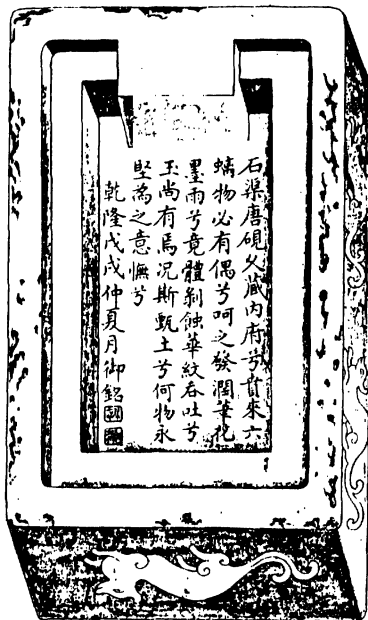 石渠唐硯久藏內府兮貢來六
螭物必有偶兮呵之發潤筆花
墨雨兮竟體剝蝕華紋吞吐兮
玉尚有焉況斯甄土兮何物永
堅為之意憮兮
乾隆戊戌仲夏月御銘